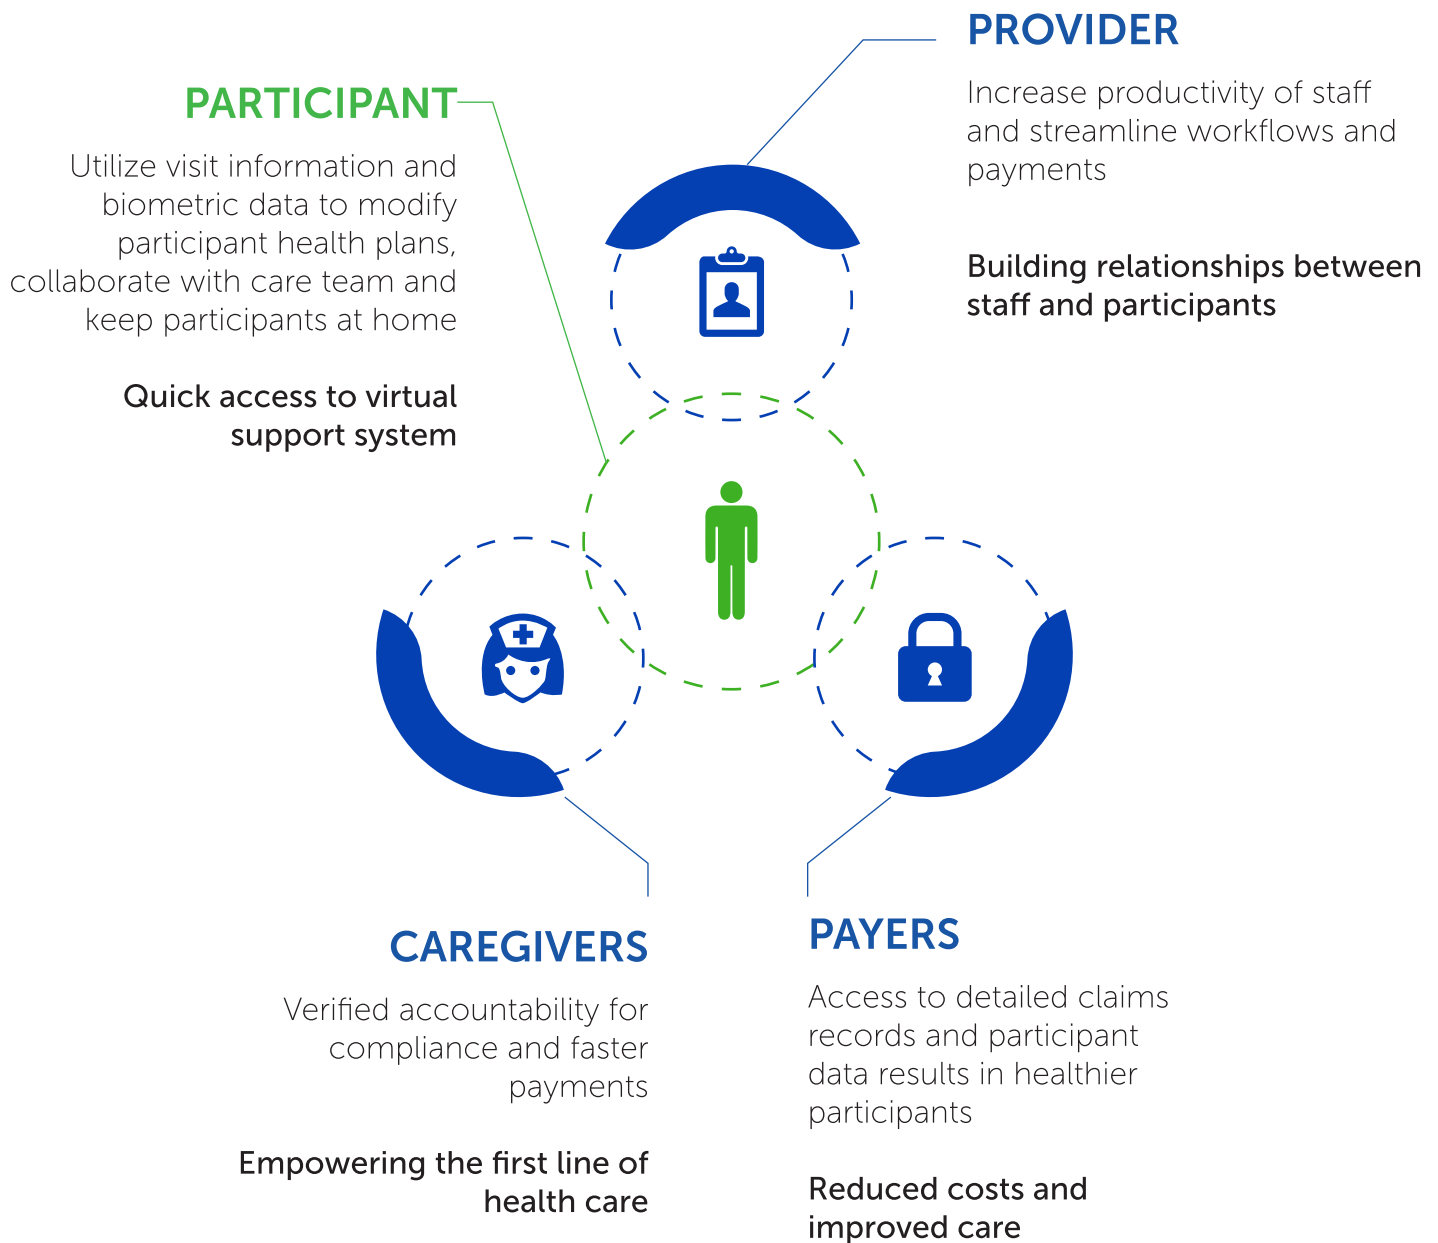 PROVIDER
Increase productivity of staff
and streamline workflows and
payments
Building relationships between
staff and participants
PARTICIPANT
Utilize visit information and
biometric data to modify
participant health plans,
collaborate with care team and
keep participants at home
Quick access to virtual
support system
CAREGIVERS
Verified accountability for
compliance and faster
payments
Empowering the first line of
health care
PAYERS
Access to detailed claims
records and participant
data results in healthier
participants
Reduced costs and
improved care